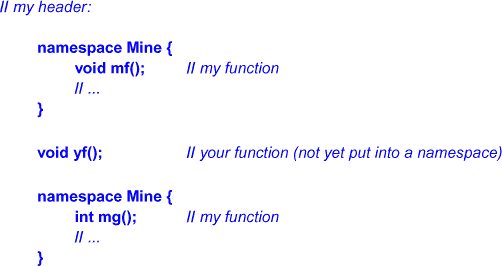 // my header:
namespace Mine {
void mf(); // my function
// ...
}
void yf(); // your function (not yet put into a namespace)
namespace Mine {
int mg(); // my function
// ...
}